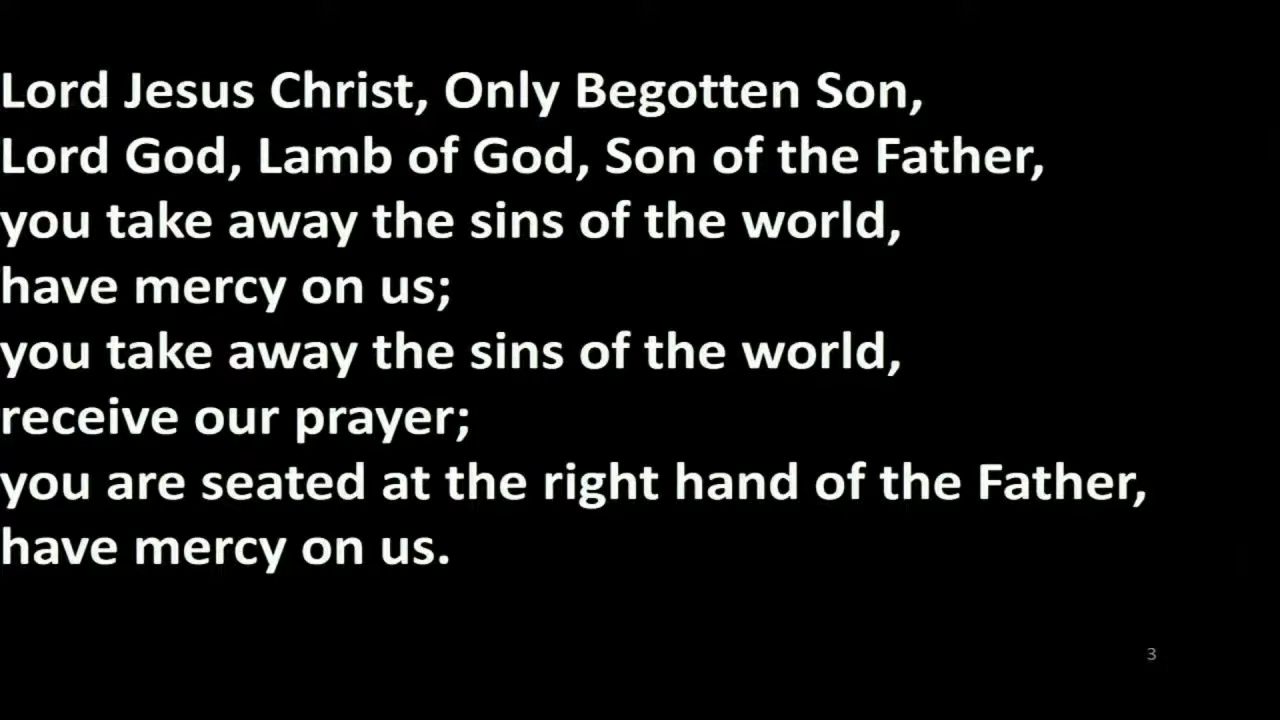 Lord Jesus Christ, Only Begotten Son,
Lord God, Lamb of God, Son of the Father,
you take away the sins of the world,
have mercy on us;
you take away the sins of the world,
receive our prayer;
you are seated at the right hand of the Father,
have mercy on us.
3